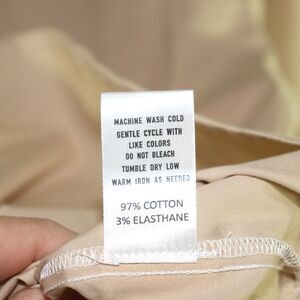 MACHINE WASH COLD
GENTLE CYCLE WITH
LIKE COLORS
DO NOT BLEACH
TUMBLE DRY LOW
WARM IRON AS NEEDED
97% COTTON
3% ELASTHANE